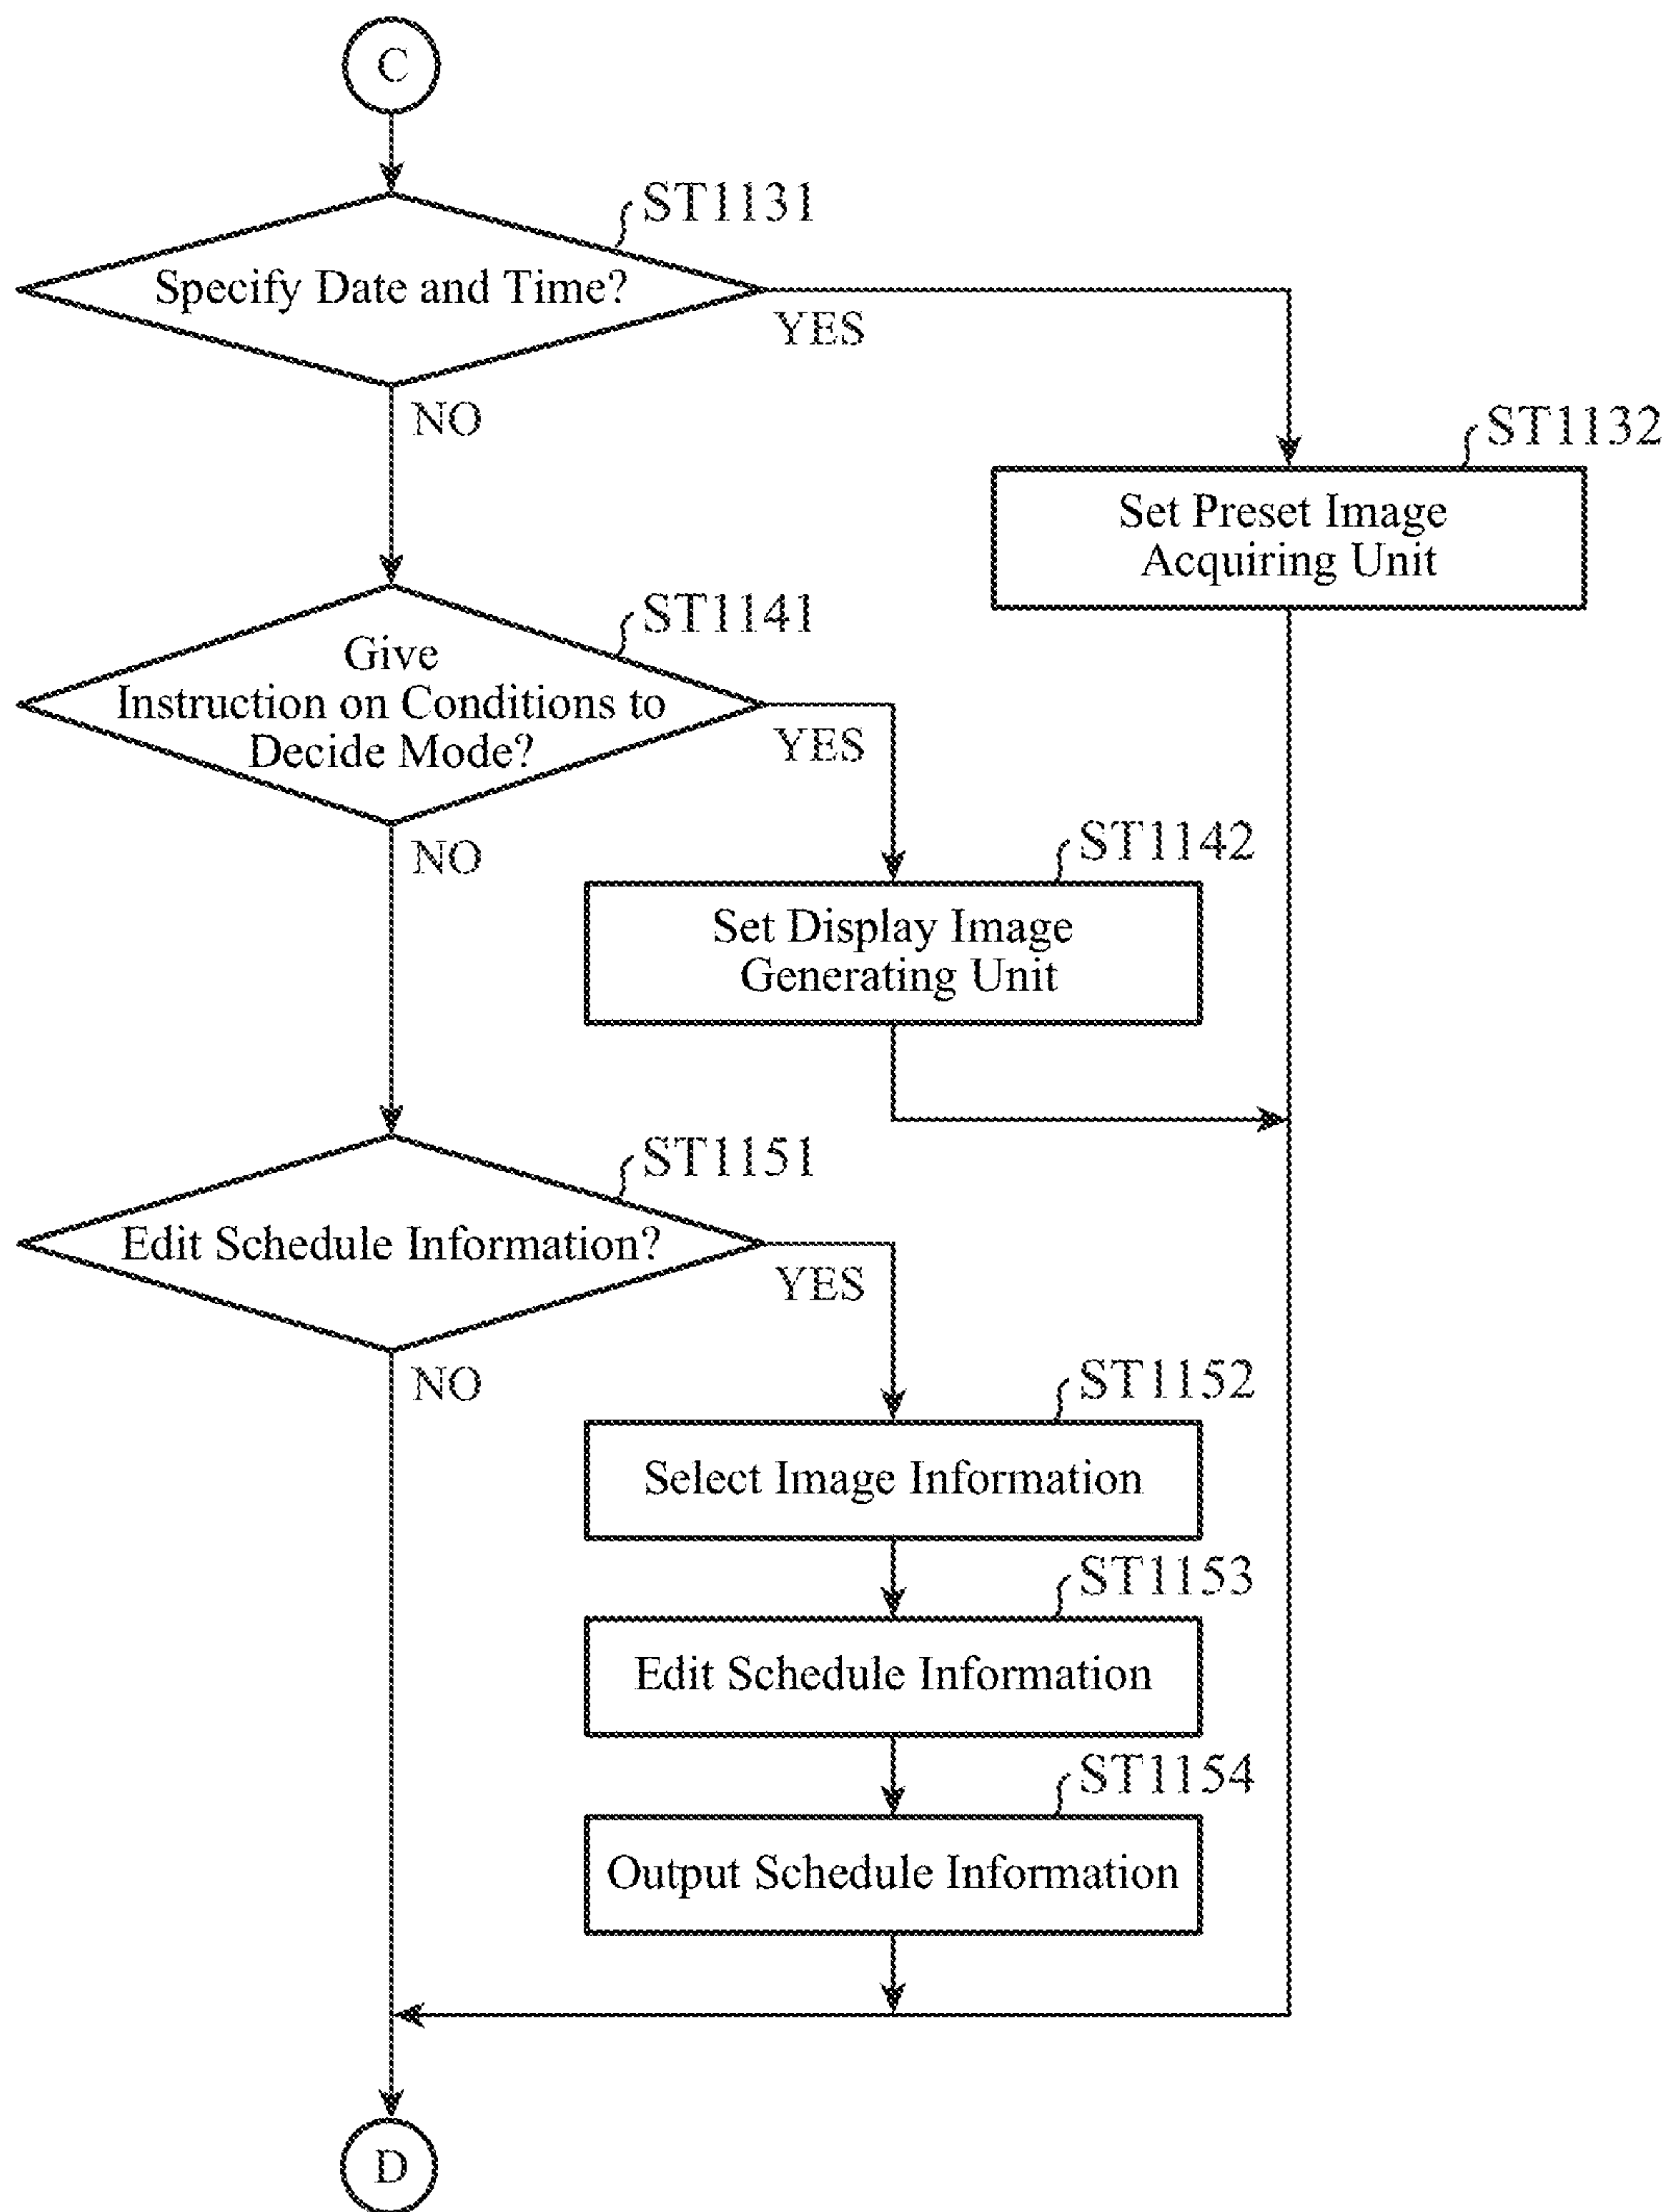 C
ST1131
Specify Date and Time?
YES
NO
ST1132
Set Preset Image
Acquiring Unit
ST1141
Give
Instruction on Conditions to
Decide Mode?
YES
NO
ST1142
Set Display Image
Generating Unit
ST1151
Edit Schedule Information?
YES
NO
ST1152
Select Image Information
ST1153
Edit Schedule Information
ST1154
Output Schedule Information
D